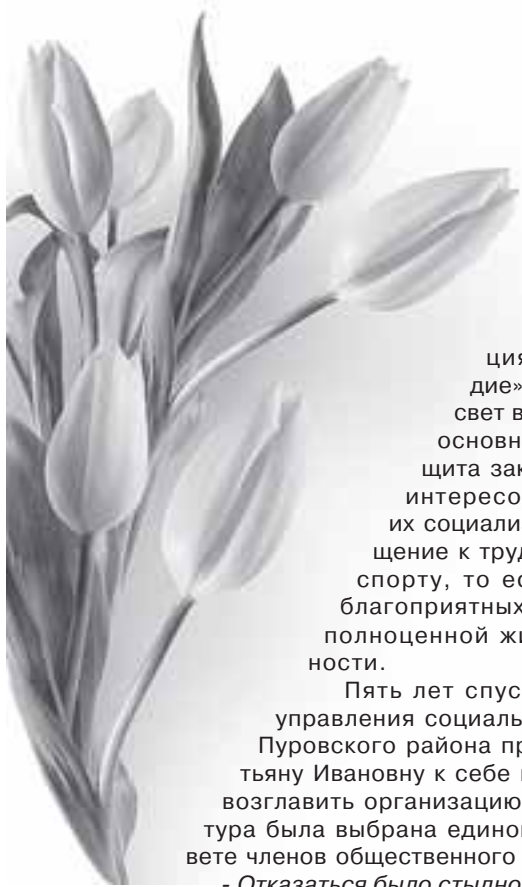 ция
дие»
свет в
основн
щита зак
интересо
их социали
щение к труд
спорту, то ес
благоприятных
полноценной жи
ности.
Пять лет спус
управления социаль
Пуровского района пр
тьяну Ивановну к себе
возглавить организацию
тура была выбрана едино
вете членов общественного
- Отказаться было стыдно